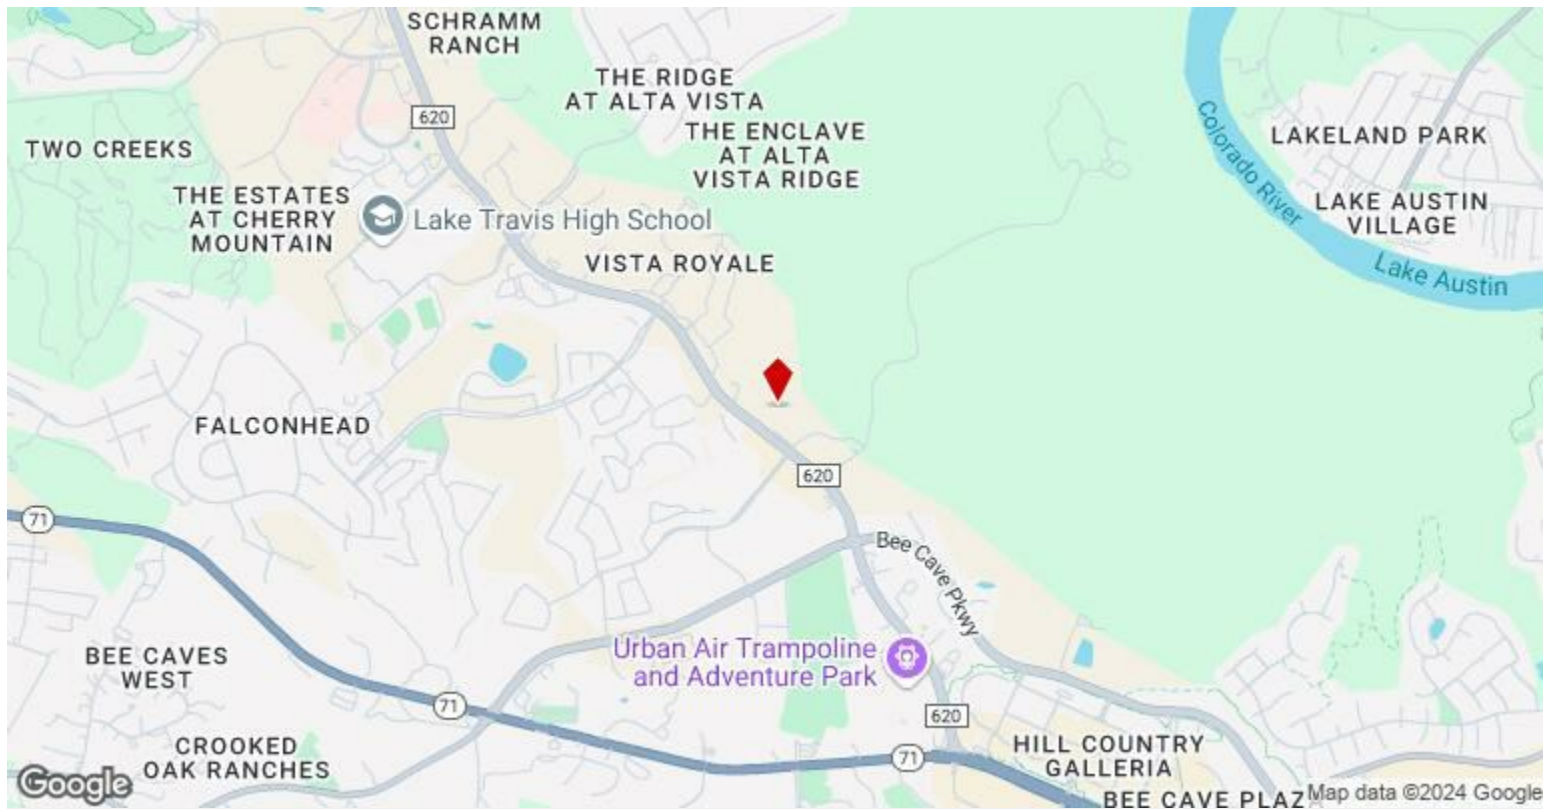 SCHRAMM
RANCH
THE RIDGE
AT ALTA VISTA
620
THE ENCLAVE
AT ALTA
VISTA RIDGE
Colorado River
LAKELAND PARK
TWO CREEKS
THE ESTATES
AT CHERRY
MOUNTAIN
Lake Travis High School
LAKE AUSTIN
VILLAGE
VISTA ROYALE
Lake Austin
FALCONHEAD
620
71
Bee Cave Pkwy
Urban Air Trampoline
and Adventure Park
BEE CAVES
WEST
71
620
CROOKED
OAK RANCHES
71
HILL COUNTRY
GALLERIA
BEE CAVE PLAZ
Google
Map data ©2024 Google